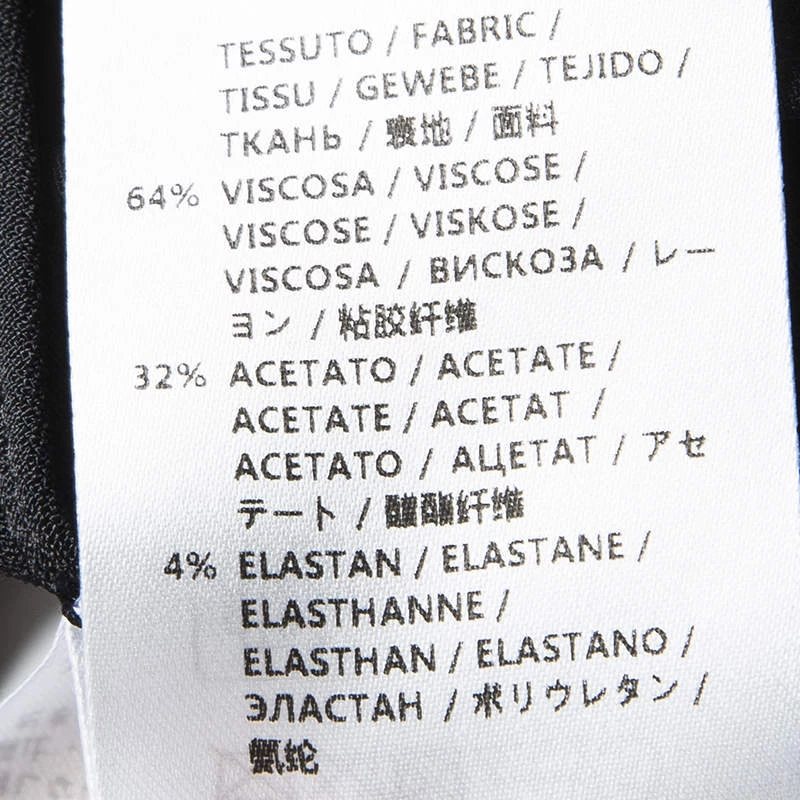 TESSUTO / FABRIC /
TISSU / GEWEBE / TEJIDO /
ТКАНЬ / 裏地 / 面料
64% VISCOSA / VISCOSE /
VISCOSE / VISKOSE /
VISCOSA / ВИСКОЗА / レー
ヨン / 粘胶纤维
32% ACETATO / ACETATE /
ACETATE / ACETAT /
ACETATO / АЦЕТАТ / アセ
テート / 醋酯纤维
4% ELASTAN / ELASTANE /
ELASTHANNE /
ELASTHAN / ELASTANO /
ЭЛАСТАН / ポリウレタン /
氨纶